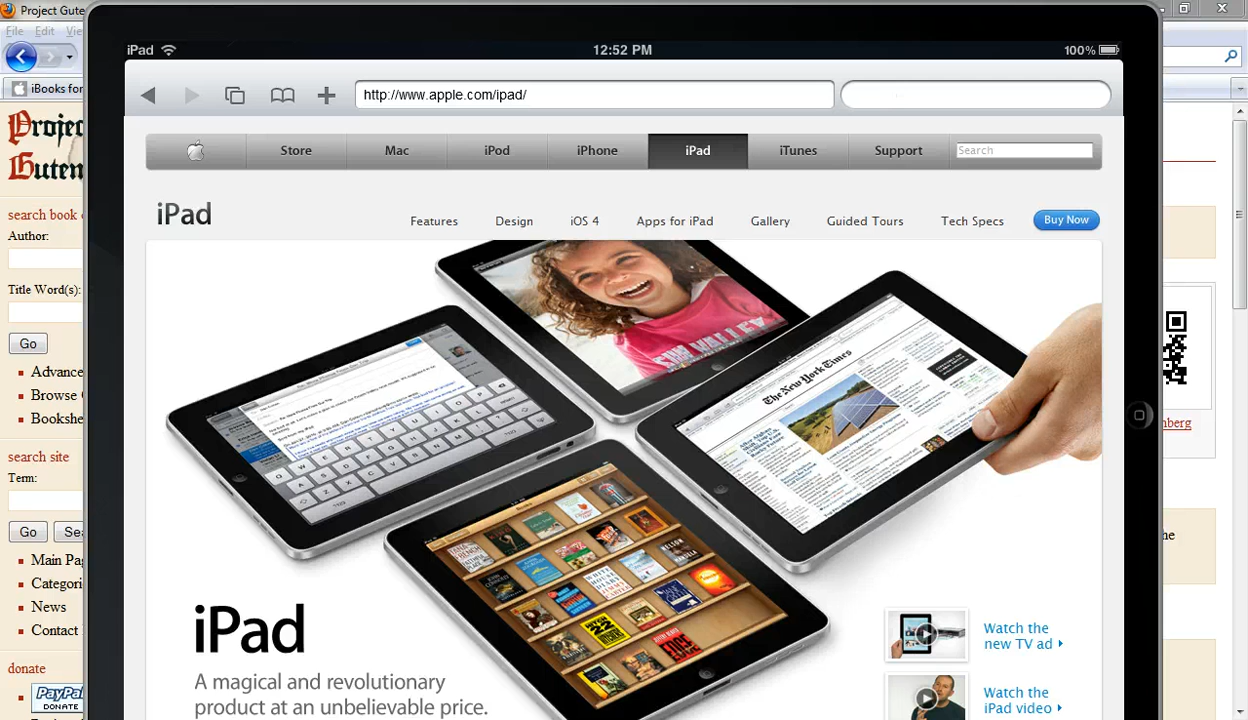 Project Gute
File Edit Vie
iBooks for
Project
Guten
search book
Author:
Title Word(s):
Go
Advance
Browse
Bookshe
search site
Term:
Go Sea
Main Pa
Categori
News
Contact
donate
PayPal
DONATE
iPad 12:52 PM 100%
http://www.apple.com/ipad/
Store Mac iPod iPhone iPad iTunes Support Search
iPad
Features Design iOS 4 Apps for iPad Gallery Guided Tours Tech Specs Buy Now
The New York Times
iPad
A magical and revolutionary
product at an unbelievable price.
Watch the
new TV ad
Watch the
iPad video
nberg
he